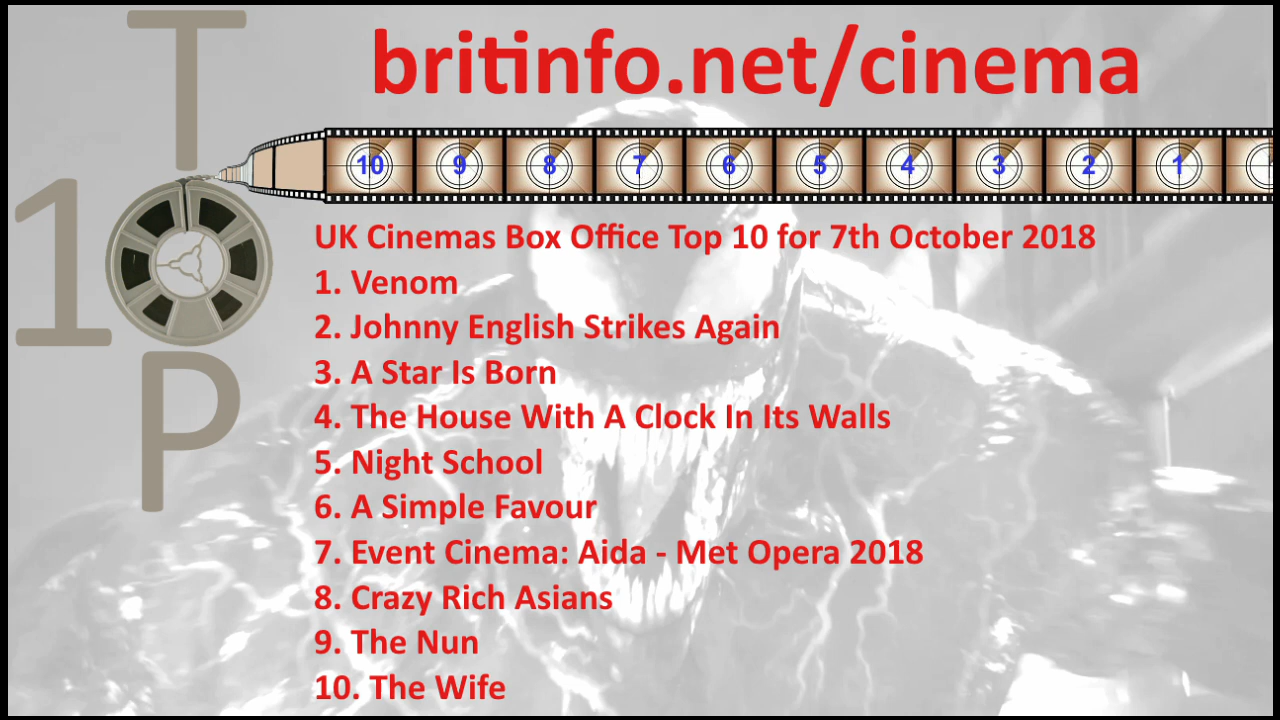 T
10
P
britinfo.net/cinema
10 9 8 7 6 5 4 3 2 1
UK Cinemas Box Office Top 10 for 7th October 2018
1. Venom
2. Johnny English Strikes Again
3. A Star Is Born
4. The House With A Clock In Its Walls
5. Night School
6. A Simple Favour
7. Event Cinema: Aida - Met Opera 2018
8. Crazy Rich Asians
9. The Nun
10. The Wife